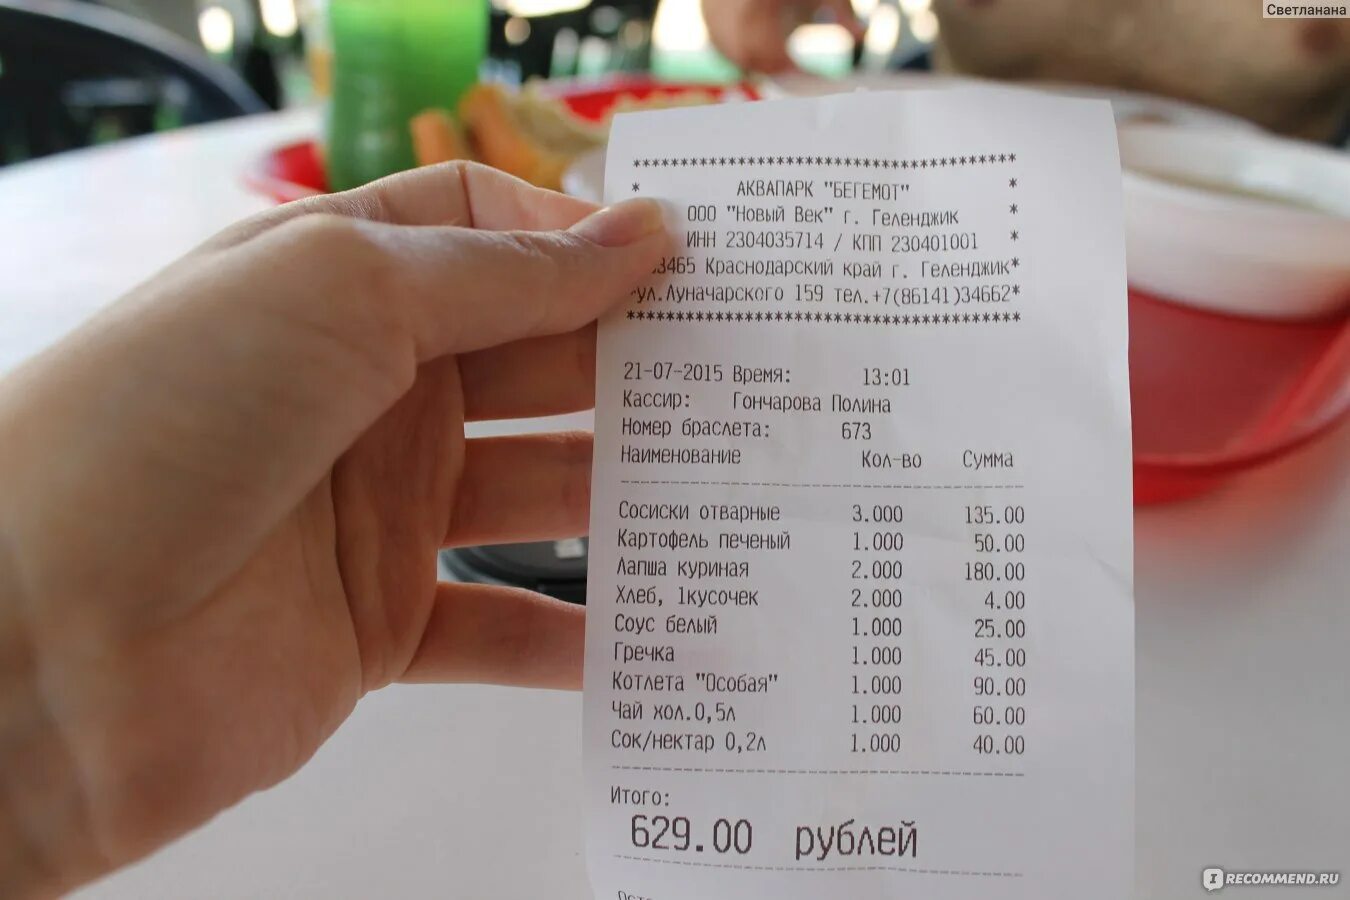 Светланана
****************************************
* АКВАПАРК "БЕГЕМОТ" *
ООО "Новый Век" г. Геленджик *
ИНН 2304035714 / КПП 230401001 *
3465 Краснодарский край г. Геленджик*
ул.Луначарского 159 тел.+7(86141)34662*
****************************************
21-07-2015 Время: 13:01
Кассир: Гончарова Полина
Номер браслета: 673
Наименование Кол-во Сумма
Сосиски отварные 3.000 135.00
Картофель печеный 1.000 50.00
Лапша куриная 2.000 180.00
Хлеб, 1кусочек 2.000 4.00
Соус белый 1.000 25.00
Гречка 1.000 45.00
Котлета "Особая" 1.000 90.00
Чай хол.0,5л 1.000 60.00
Сок/нектар 0,2л 1.000 40.00
Итого:
629.00 рублей
IRECOMMEND.RU